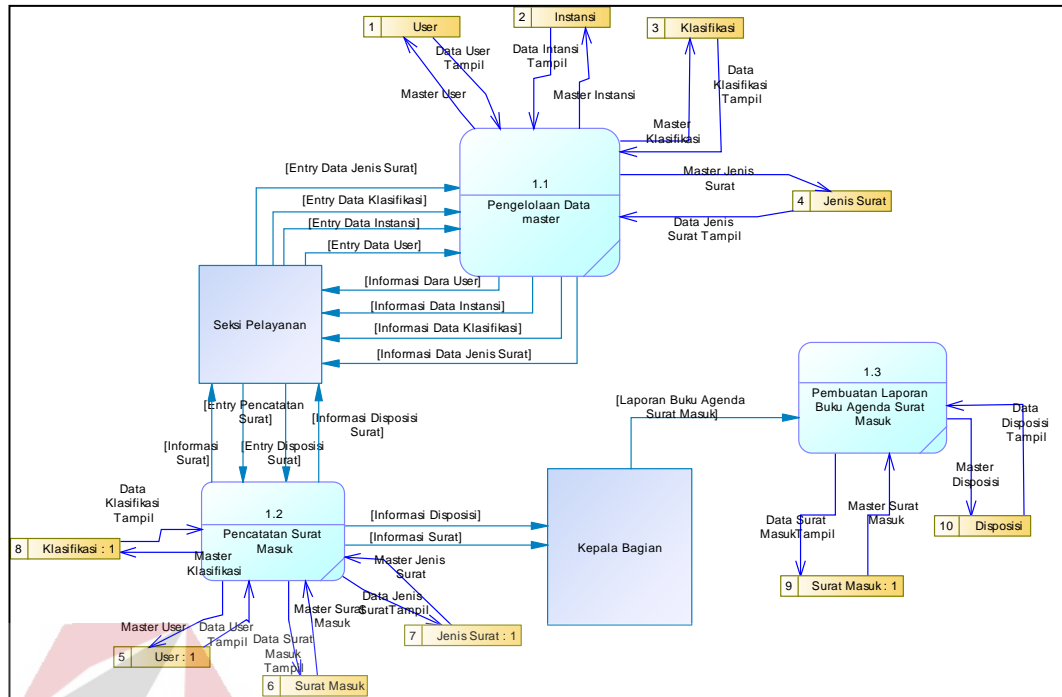 1 User
2 Instansi
3 Klasifikasi
Data User
Tampil
Master User
Data Intansi
Tampil
Master Instansi
Data
Klasifikasi
Tampil
Master
Klasifikasi
1.1
Pengelolaan Data
master
Master Jenis
Surat
4 Jenis Surat
Data Jenis
Surat Tampil
[Entry Data Jenis Surat]
[Entry Data Klasifikasi]
[Entry Data Instansi]
[Entry Data User]
[Informasi Dara User]
[Informasi Data Instansi]
[Informasi Data Klasifikasi]
[Informasi Data Jenis Surat]
Seksi Pelayanan
[Entry Pencatatan
Surat]
[Informasi Disposisi
Surat]
[Informasi
Surat]
[Entry Disposisi
Surat]
1.3
Pembuatan Laporan
Buku Agenda Surat
Masuk
[Laporan Buku Agenda
Surat Masuk]
Data
Disposisi
Tampil
Master
Disposisi
10 Disposisi
Data Surat
MasukTampil
Master Surat
Masuk
9 Surat Masuk : 1
Data
Klasifikasi
Tampil
8 Klasifikasi : 1
Master
Klasifikasi
1.2
Pencatatan Surat
Masuk
[Informasi Disposisi]
[Informasi Surat]
Kepala Bagian
Master Jenis
Surat
Data Jenis
SuratTampil
7 Jenis Surat : 1
Master User
Data User
Tampil
5 User : 1
Data Surat
Masuk
Tampil
Master Surat
Masuk
6 Surat Masuk